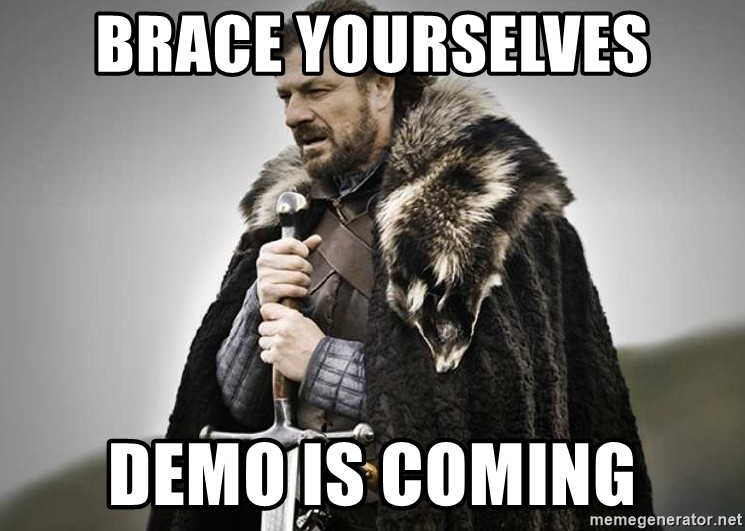 BRACE YOURSELVES
DEMO IS COMING
memegenerator.net